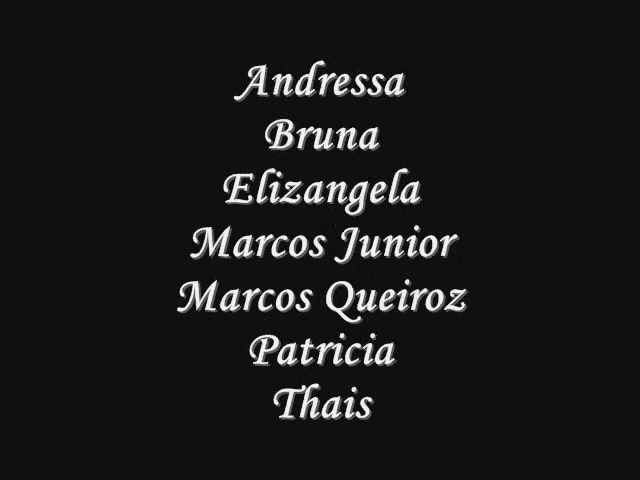 Andressa
Bruna
Elizangela
Marcos Junior
Marcos Queiroz
Patricia
Thais